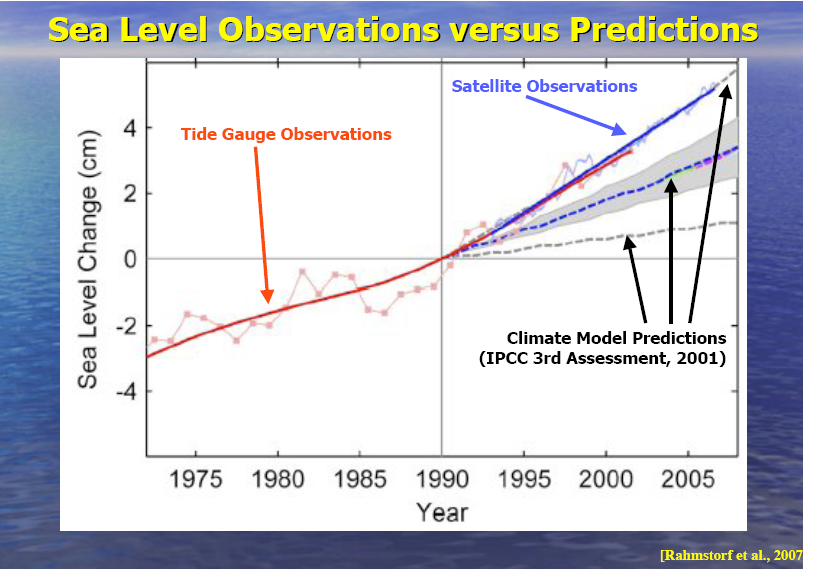 Sea Level Observations versus Predictions
Satellite Observations
Tide Gauge Observations
4
2
0
-2
-4
Sea Level Change (cm)
Climate Model Predictions
(IPCC 3rd Assessment, 2001)
1975 1980 1985 1990 1995 2000 2005
Year
[Rahmstorf et al., 2007